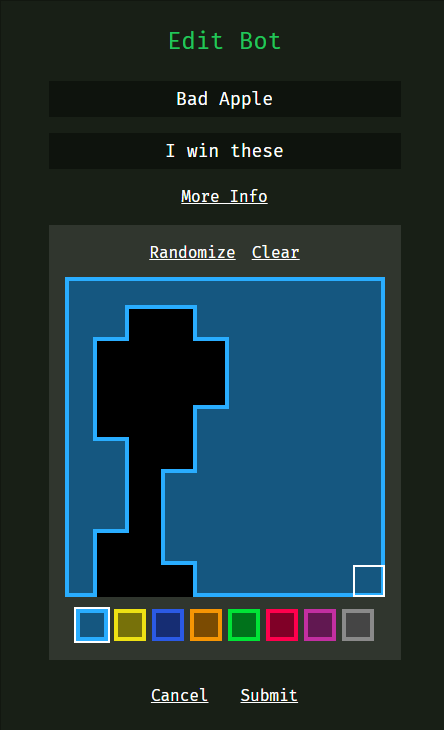 Edit Bot
Bad Apple
I win these
More Info
Randomize Clear
Cancel Submit